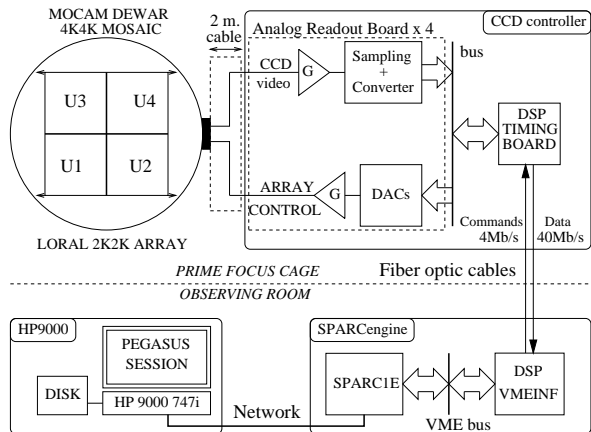 MOCAM DEWAR
4K4K MOSAIC
2 m.
cable
Analog Readout Board x 4
CCD controller
U3
U4
U1
U2
CCD
video
G
Sampling
+
Converter
bus
DSP
TIMING
BOARD
ARRAY
CONTROL
G
DACs
Commands
4Mb/s
Data
40Mb/s
LORAL 2K2K ARRAY
PRIME FOCUS CAGE
Fiber optic cables
OBSERVING ROOM
HP9000
PEGASUS
SESSION
DISK
HP 9000 747i
Network
SPARCengine
SPARC1E
VME bus
DSP
VMEINF